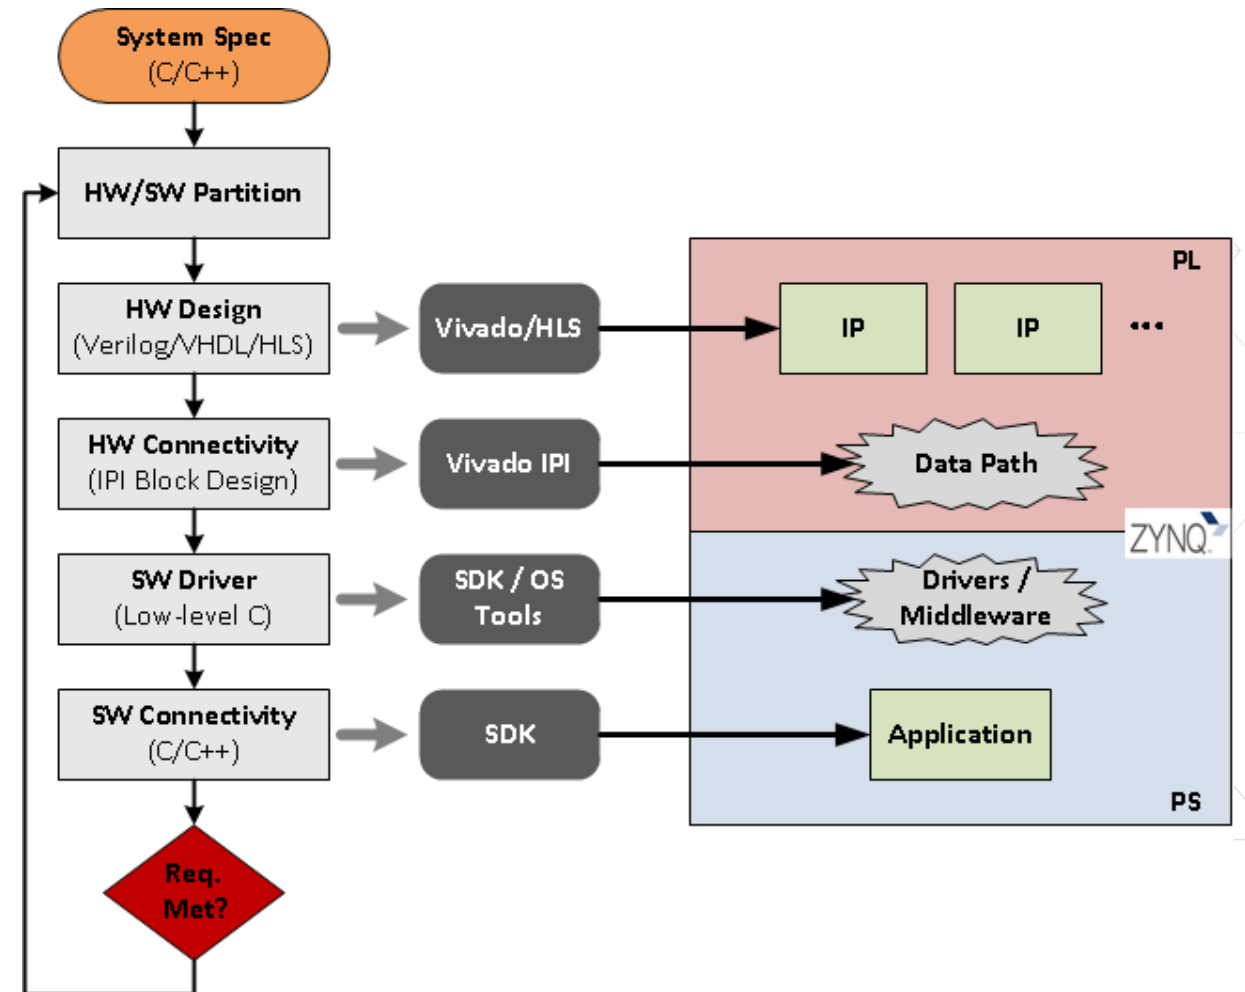 System Spec
(C/C++)
HW/SW Partition
HW Design
(Verilog/VHDL/HLS)
Vivado/HLS
PL
IP
IP
...
HW Connectivity
(IPI Block Design)
Vivado IPI
Data Path
ZYNQ™
SW Driver
(Low-level C)
SDK / OS
Tools
Drivers /
Middleware
SW Connectivity
(C/C++)
SDK
Application
PS
Req.
Met?